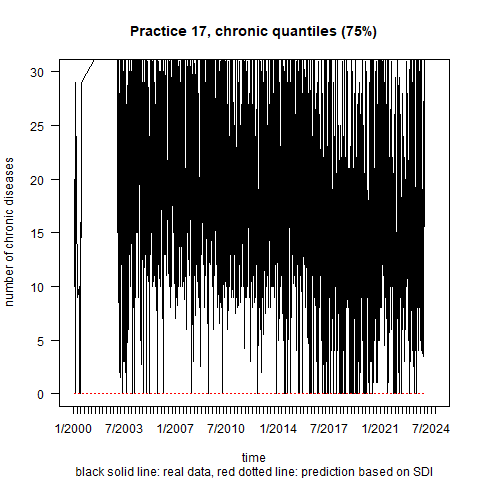 Practice 17, chronic quantiles (75%)
number of chronic diseases
30
25
20
15
10
5
0
1/2000 7/2003 1/2007 7/2010 1/2014 7/2017 1/2021 7/2024
time
black solid line: real data, red dotted line: prediction based on SDI